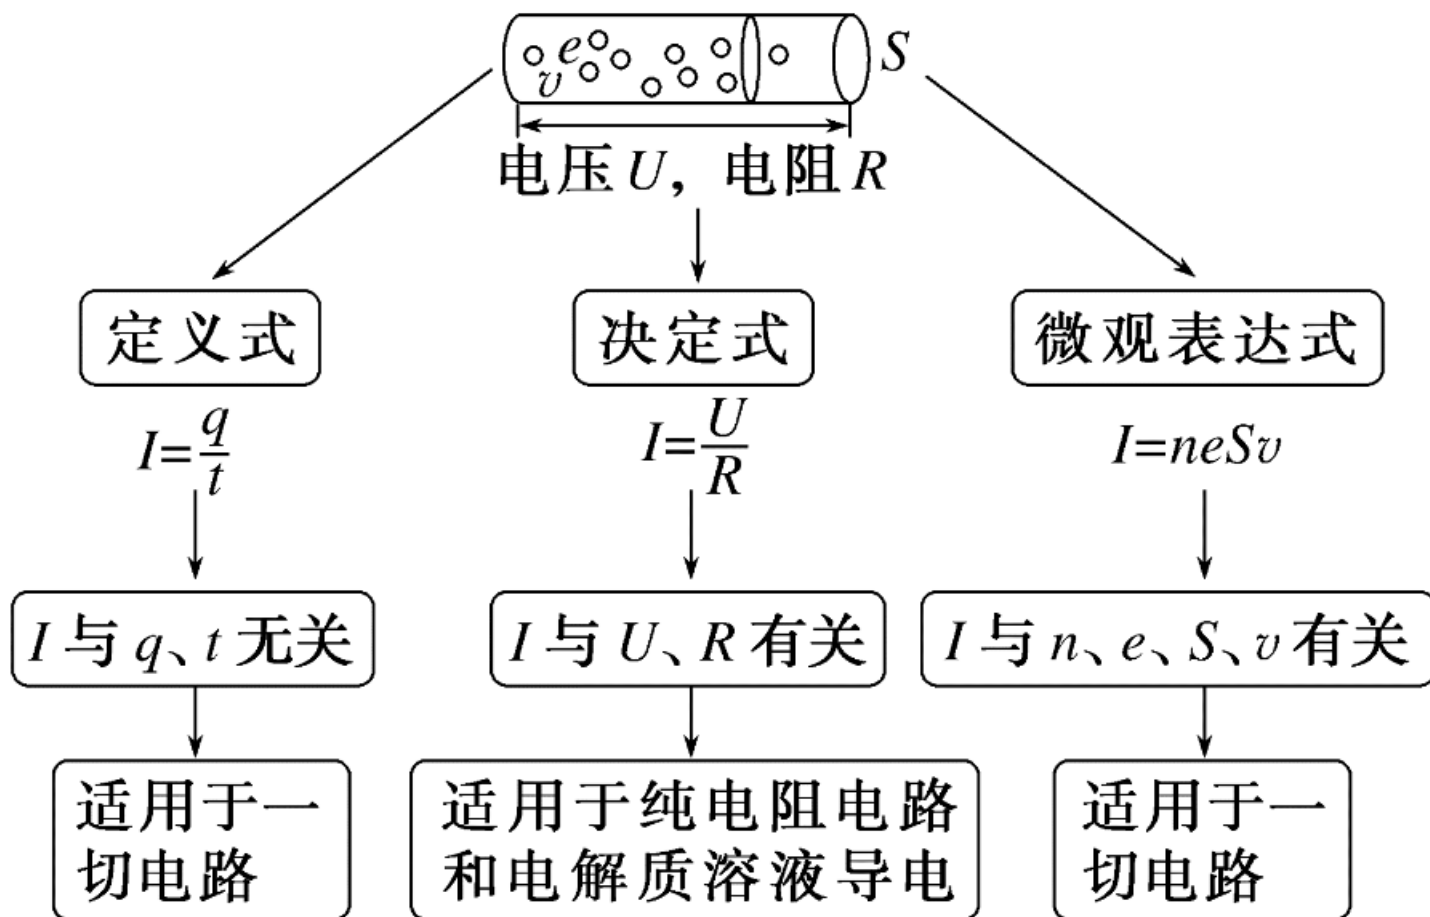 e
v
S
电压U，电阻R
定义式
决定式
微观表达式
I=q/t
I=U/R
I=neSv
I与q、t无关
I与U、R有关
I与n、e、S、v有关
适用于一
切电路
适用于纯电阻电路
和电解质溶液导电
适用于一
切电路